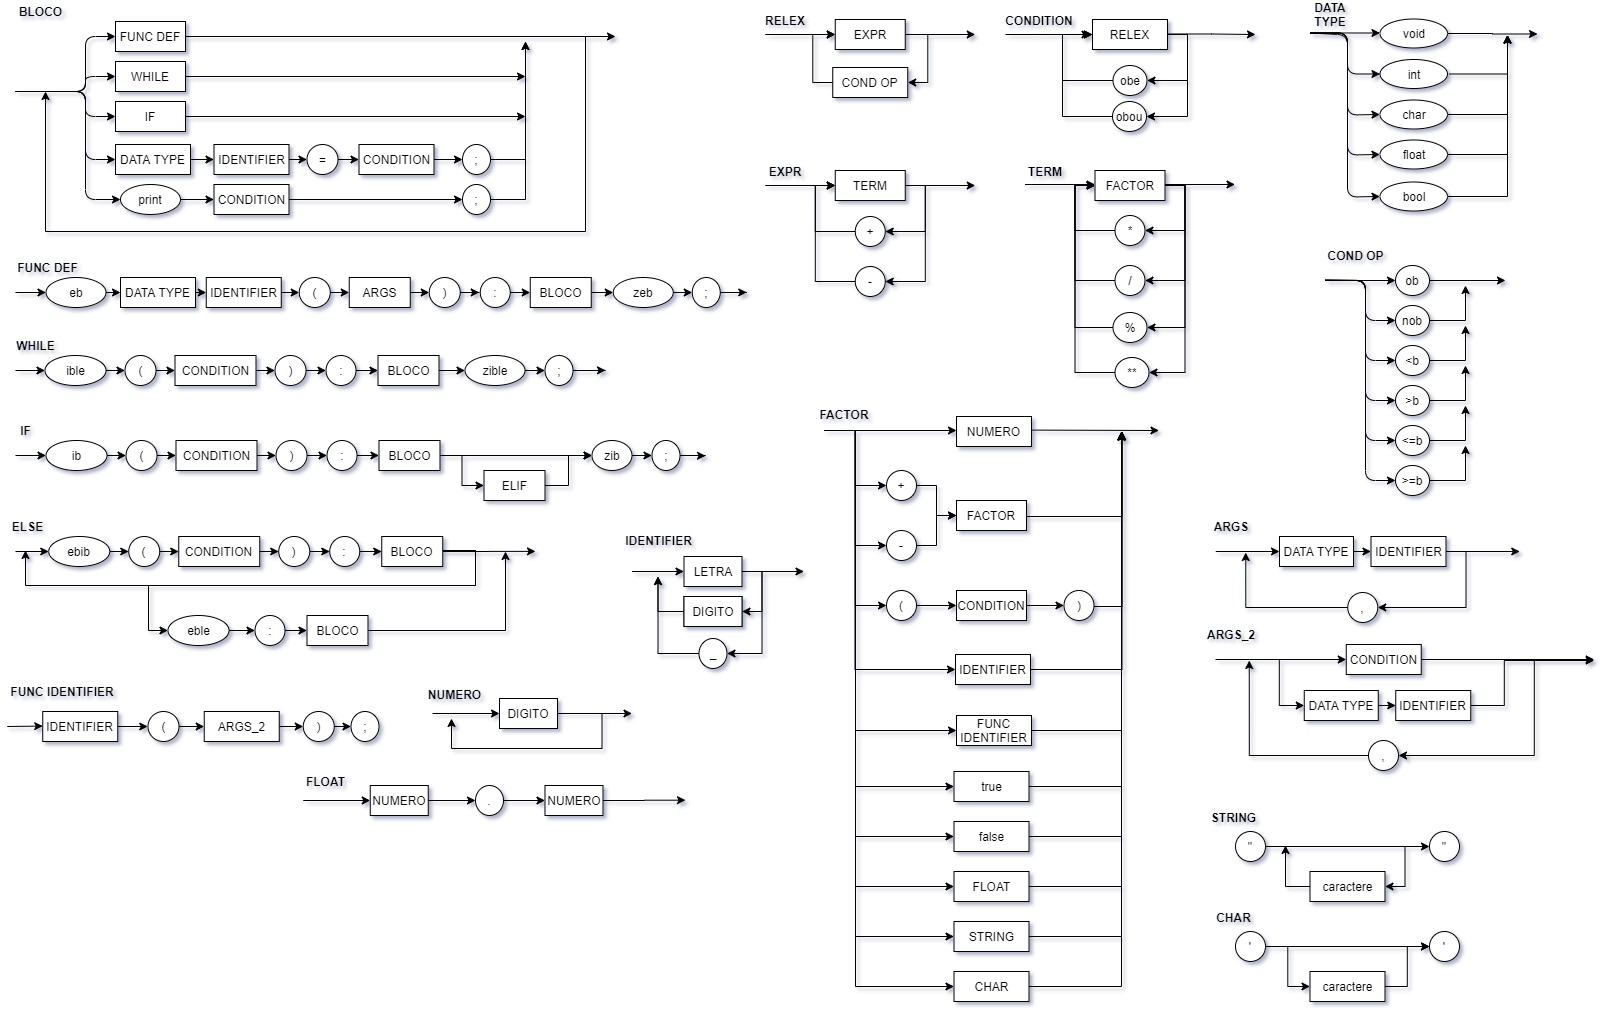 BLOCO
FUNC DEF
WHILE
IF
DATA TYPE IDENTIFIER = CONDITION ;
print CONDITION ;
FUNC DEF
eb DATA TYPE IDENTIFIER ( ARGS ) : BLOCO zeb ;
WHILE
ible ( CONDITION ) : BLOCO zible ;
IF
ib ( CONDITION ) : BLOCO zib ;
ELIF
ELSE
ebib ( CONDITION ) : BLOCO
eble : BLOCO
FUNC IDENTIFIER
IDENTIFIER ( ARGS_2 ) ;
IDENTIFIER
LETRA
DIGITO
_
NUMERO
DIGITO
FLOAT
NUMERO . NUMERO
RELEX
EXPR
COND OP
CONDITION
RELEX
obe
obou
EXPR
TERM
+
-
TERM
FACTOR
*
/
%
**
FACTOR
NUMERO
+
FACTOR
-
( CONDITION )
IDENTIFIER
FUNC
IDENTIFIER
true
false
FLOAT
STRING
CHAR
DATA
TYPE
void
int
char
float
bool
COND OP
ob
nob
<b
>b
<=b
>=b
ARGS
DATA TYPE IDENTIFIER
,
ARGS_2
CONDITION
DATA TYPE IDENTIFIER
,
STRING
" "
caractere
CHAR
' '
caractere